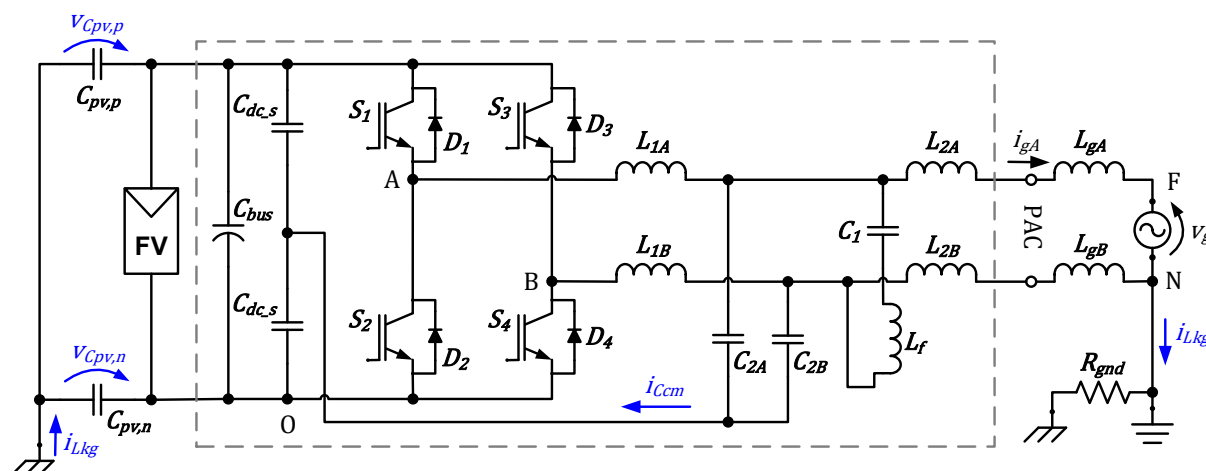 v_Cpv,p
C_pv,p
FV
C_bus
C_dc_s
C_dc_s
v_Cpv,n
C_pv,n
i_Lkg
O
S_1
D_1
S_3
D_3
A
B
S_2
D_2
S_4
D_4
L_1A
L_1B
L_2A
L_2B
C_1
C_2A
C_2B
L_f
i_Ccm
i_gA
PAC
L_gA
L_gB
F
v_g
N
i_Lkg
R_gnd